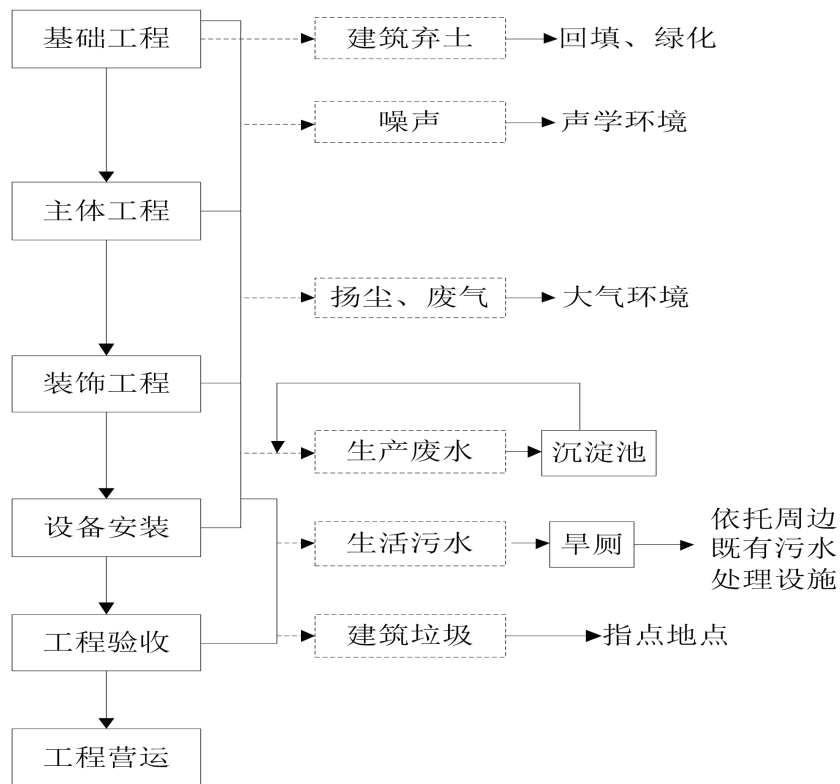 基础工程
建筑弃土
回填、绿化
噪声
声学环境
主体工程
扬尘、废气
大气环境
装饰工程
生产废水
沉淀池
设备安装
生活污水
旱厕
依托周边
既有污水
处理设施
工程验收
建筑垃圾
指点地点
工程营运